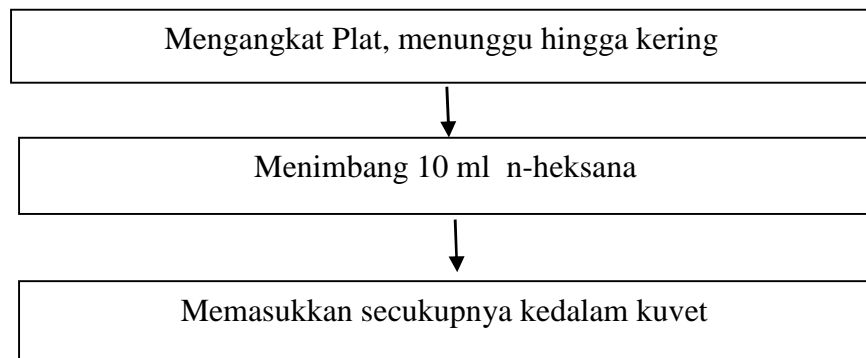 Mengangkat Plat, menunggu hingga kering
Menimbang 10 ml n-heksana
Memasukkan secukupnya kedalam kuvet